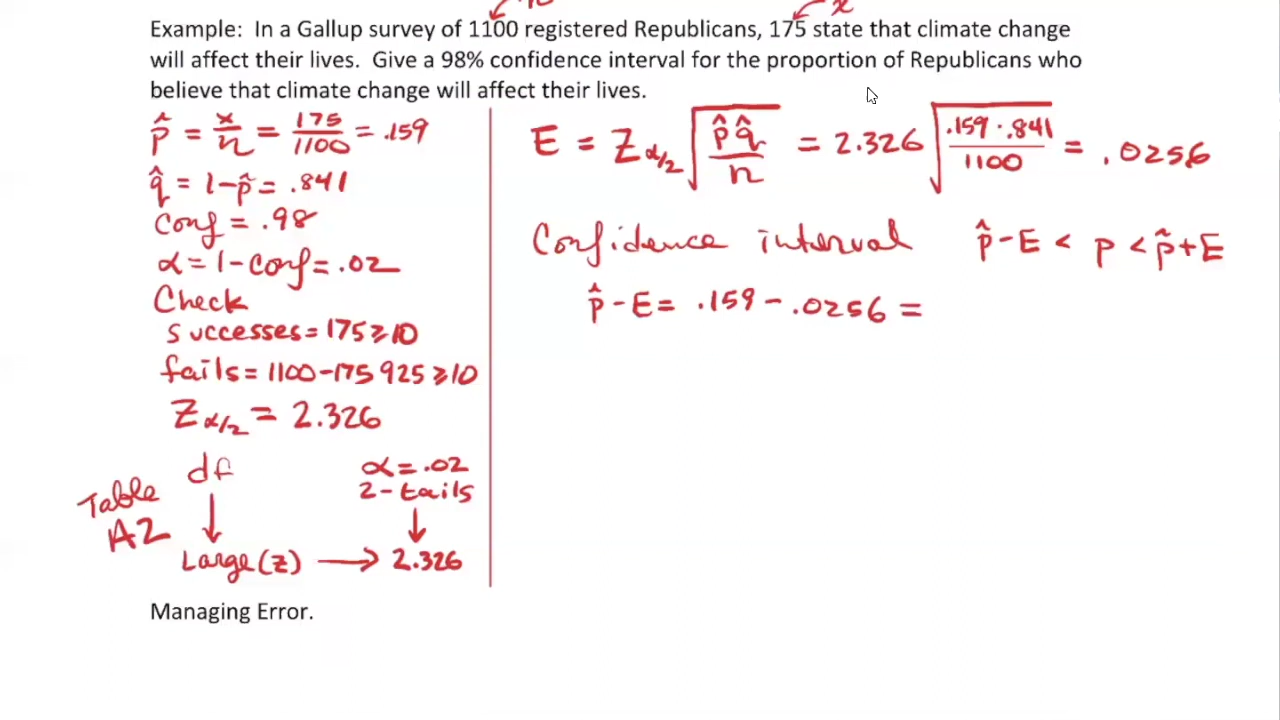 x
Example: In a Gallup survey of 1100 registered Republicans, 175 state that climate change
will affect their lives. Give a 98% confidence interval for the proportion of Republicans who
believe that climate change will affect their lives.
p̂ = x/n = 175/1100 = .159
q̂ = 1-p̂ = .841
Conf = .98
α = 1-conf = .02
Check
successes = 175 ≥ 10
fails = 1100-175 925 ≥ 10
Zα/2 = 2.326
Table
A2
df
α = .02
2-tails
Large(z) → 2.326
E = Zα/2 √(p̂q̂/n) = 2.326 √(.159 · .841/1100) = .0256
Confidence interval p̂-E < p < p̂+E
p̂-E = .159 - .0256 =
Managing Error.